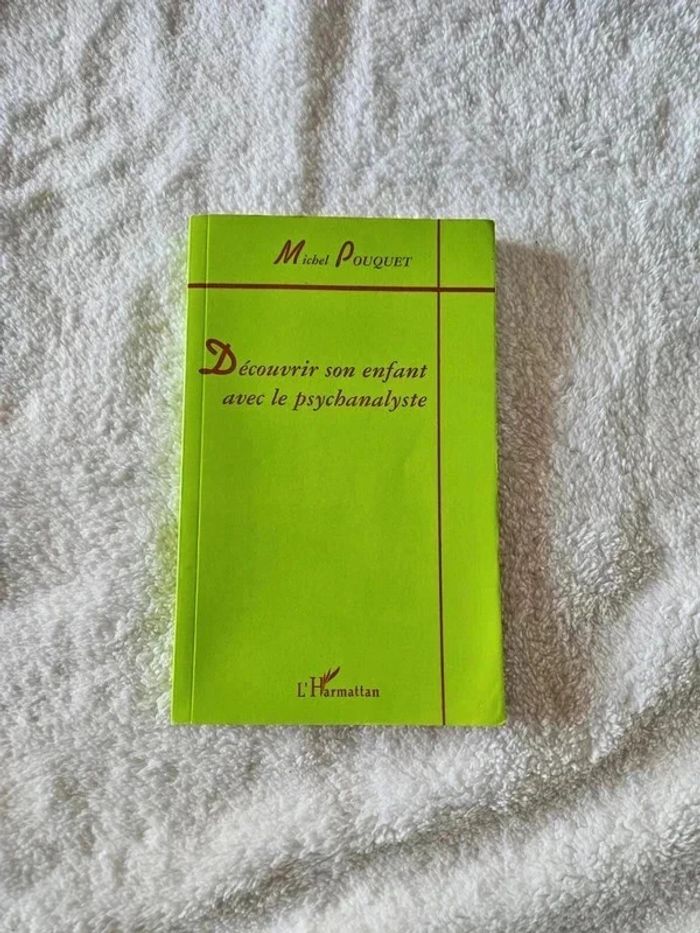 Michel POUQUET
Découvrir son enfant
avec le psychanalyste
L'Harmattan